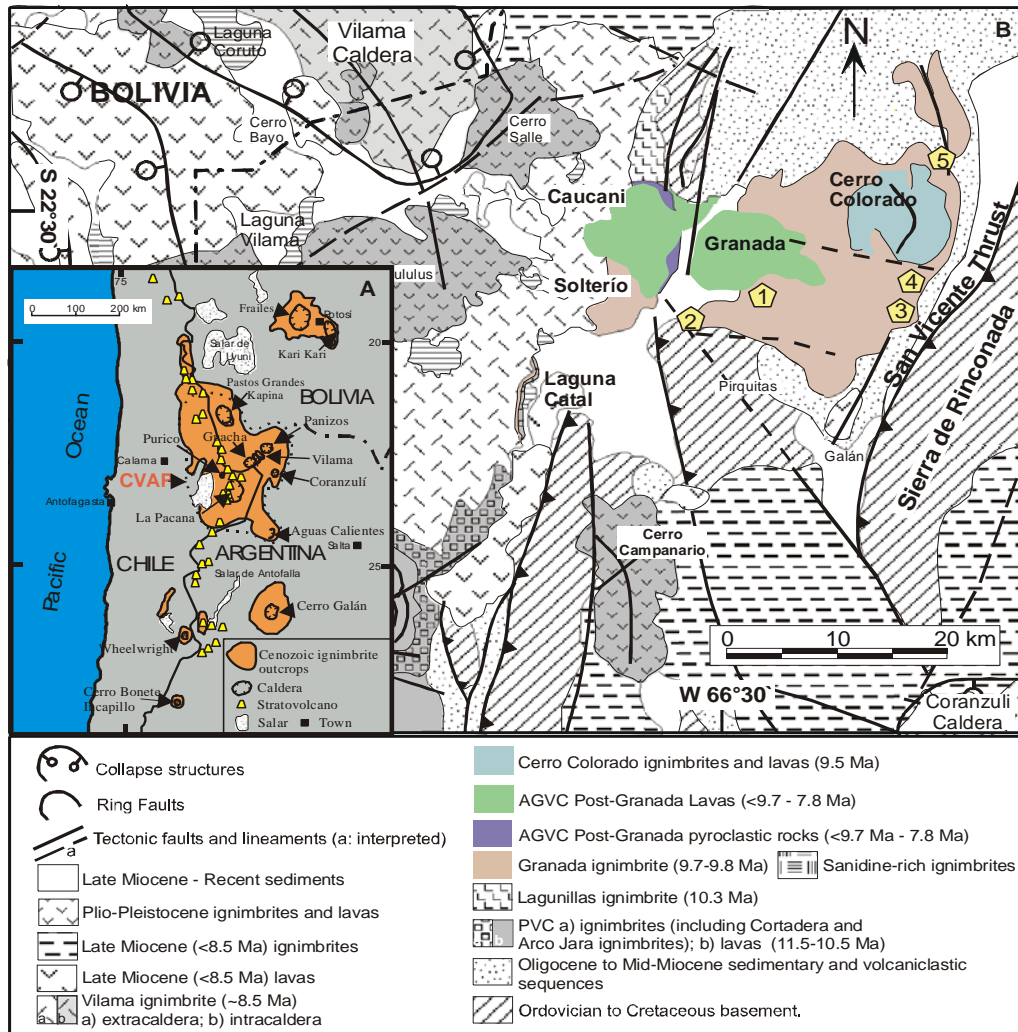 Laguna
Coruto
Vilama
Caldera
N
B
BOLIVIA
Cerro
Bayo
Cerro
Salle
S 22°30'
5
Cerro
Colorado
Caucani
Laguna
Vilama
Granada
ululus
Solterío
San Vicente Thrust
4
1
3
2
Sierra de Rinconada
Pirquitas
Laguna
Çatal
Galán
Cerro
Campanario
0 10 20 km
W 66°30'
Coranzuli
Caldera
75
A
0 100 200 km
Frailes
Potosí
Salar de
Uyuni
20
Kari Kari
Pastos Grandes
Kapina
BOLIVIA
Guacha
Panizos
Purico
Vilama
Calama
CVAP
Coranzulí
Antofagasta
La Pacana
Aguas Calientes
ARGENTINA
Salta
CHILE
Salar de Antofalla
25
Ocean
Pacific
Cerro Galán
Wheelwright
Cerro Bonete
Incapillo
Cenozoic ignimbrite
outcrops
Caldera
Stratovolcano
Salar
Town
Collapse structures
Ring Faults
Tectonic faults and lineaments (a: interpreted)
a
Late Miocene - Recent sediments
Plio-Pleistocene ignimbrites and lavas
Late Miocene (<8.5 Ma) ignimbrites
Late Miocene (<8.5 Ma) lavas
Vilama ignimbrite (~8.5 Ma)
a) extracaldera; b) intracaldera
a b
Cerro Colorado ignimbrites and lavas (9.5 Ma)
AGVC Post-Granada Lavas (<9.7 - 7.8 Ma)
AGVC Post-Granada pyroclastic rocks (<9.7 Ma - 7.8 Ma)
Granada ignimbrite (9.7-9.8 Ma)
Sanidine-rich ignimbrites
Lagunillas ignimbrite (10.3 Ma)
PVC a) ignimbrites (including Cortadera and
Arco Jara ignimbrites); b) lavas (11.5-10.5 Ma)
b
Oligocene to Mid-Miocene sedimentary and volcaniclastic
sequences
Ordovician to Cretaceous basement.